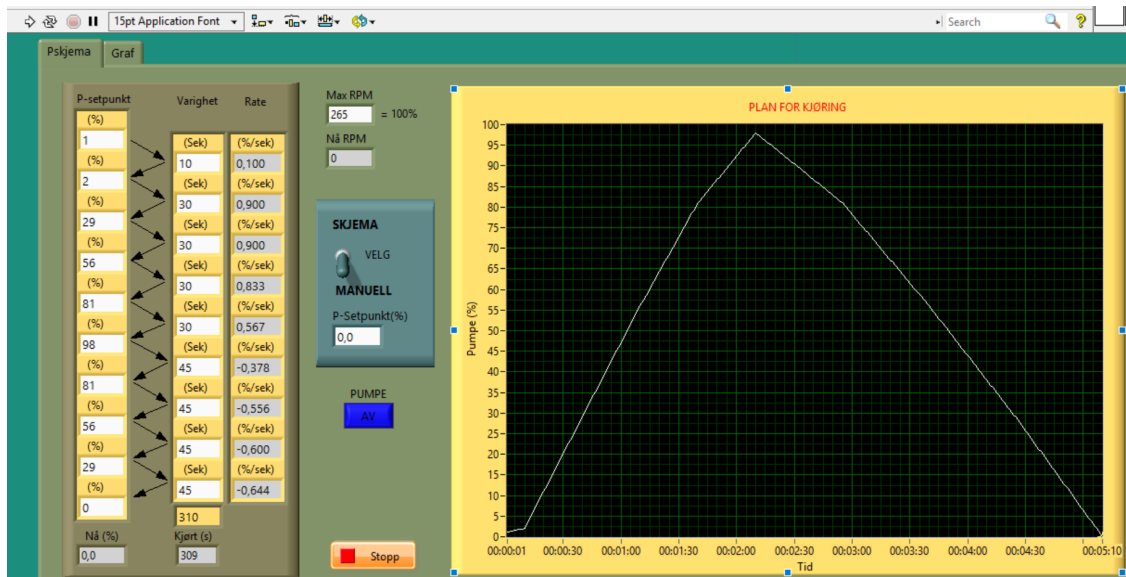 15pt Application Font
Search
Pskjema Graf
P-setpunkt Varighet Rate
(%)
1
(Sek) (%/sek)
(%)
10 0,100
2
(Sek) (%/sek)
(%)
30 0,900
29
(Sek) (%/sek)
(%)
30 0,900
56
(Sek) (%/sek)
(%)
30 0,833
81
(Sek) (%/sek)
(%)
30 0,567
98
(Sek) (%/sek)
(%)
45 -0,378
81
(Sek) (%/sek)
(%)
45 -0,556
56
(Sek) (%/sek)
(%)
45 -0,600
29
(Sek) (%/sek)
(%)
45 -0,644
0
310
Nå (%) Kjørt (s)
0,0 309
Max RPM
265 = 100%
Nå RPM
0
SKJEMA
VELG
MANUELL
P-Setpunkt(%)
0,0
PUMPE
AV
Stopp
PLAN FOR KJØRING
Pumpe (%)
100
95
90
85
80
75
70
65
60
55
50
45
40
35
30
25
20
15
10
5
0
00:00:01 00:00:30 00:01:00 00:01:30 00:02:00 00:02:30 00:03:00 00:03:30 00:04:00 00:04:30 00:05:10
Tid